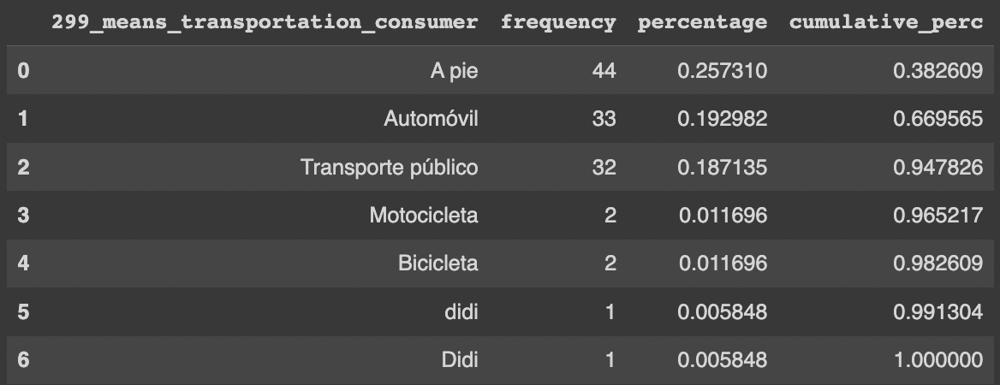 299_means_transportation_consumer frequency percentage cumulative_perc
0 A pie 44 0.257310 0.382609
1 Automóvil 33 0.192982 0.669565
2 Transporte público 32 0.187135 0.947826
3 Motocicleta 2 0.011696 0.965217
4 Bicicleta 2 0.011696 0.982609
5 didi 1 0.005848 0.991304
6 Didi 1 0.005848 1.000000